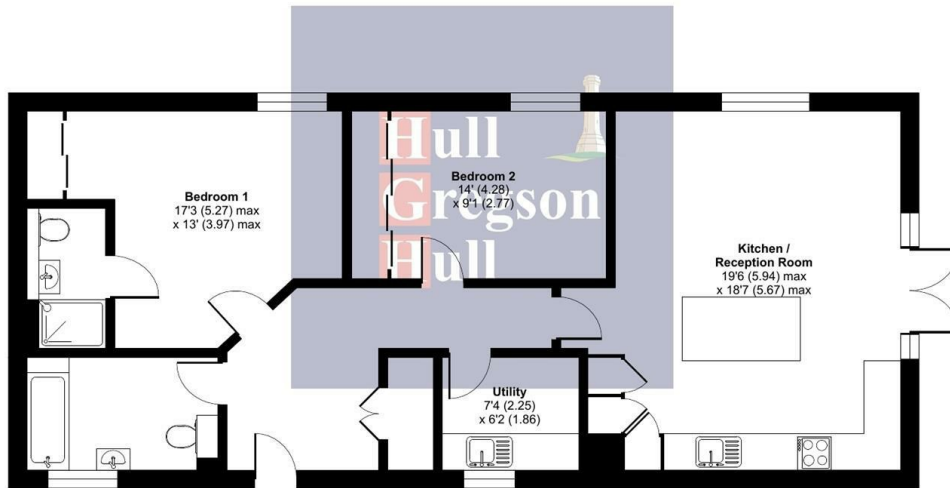 Hull
Gregson
Hull
Bedroom 1
17'3 (5.27) max
x 13' (3.97) max
Bedroom 2
14' (4.28)
x 9'1 (2.77)
Kitchen /
Reception Room
19'6 (5.94) max
x 18'7 (5.67) max
Utility
7'4 (2.25)
x 6'2 (1.86)